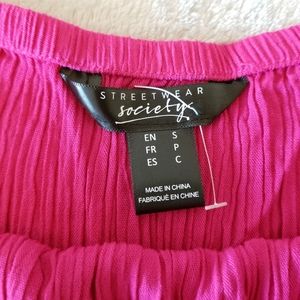 STREETWEAR
society
EN S
FR P
ES C
MADE IN CHINA
FABRIQUÉ EN CHINE